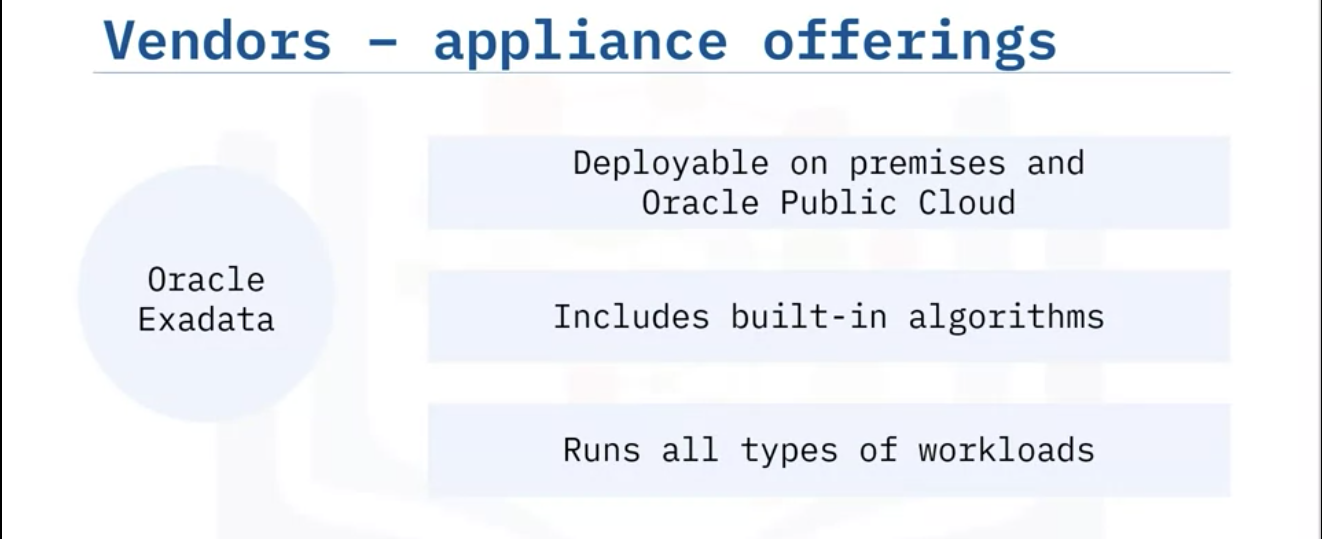 Vendors – appliance offerings
Oracle
Exadata
Deployable on premises and
Oracle Public Cloud
Includes built-in algorithms
Runs all types of workloads